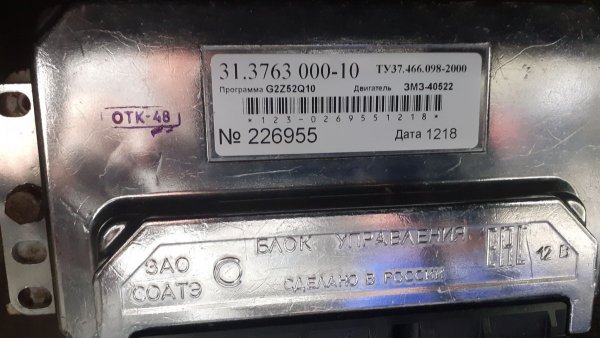 31.3763 000-10 ТУ37.466.098-2000
Программа G2Z52Q10 Двигатель ЗМЗ-40522
*123-0269551218*
№ 226955 Дата 1218
ОТК-48
БЛОК УПРАВЛЕНИЯ
ЗАО
СОАТЭ
СДЕЛАНО В РОССИИ
ЕАС
12 В